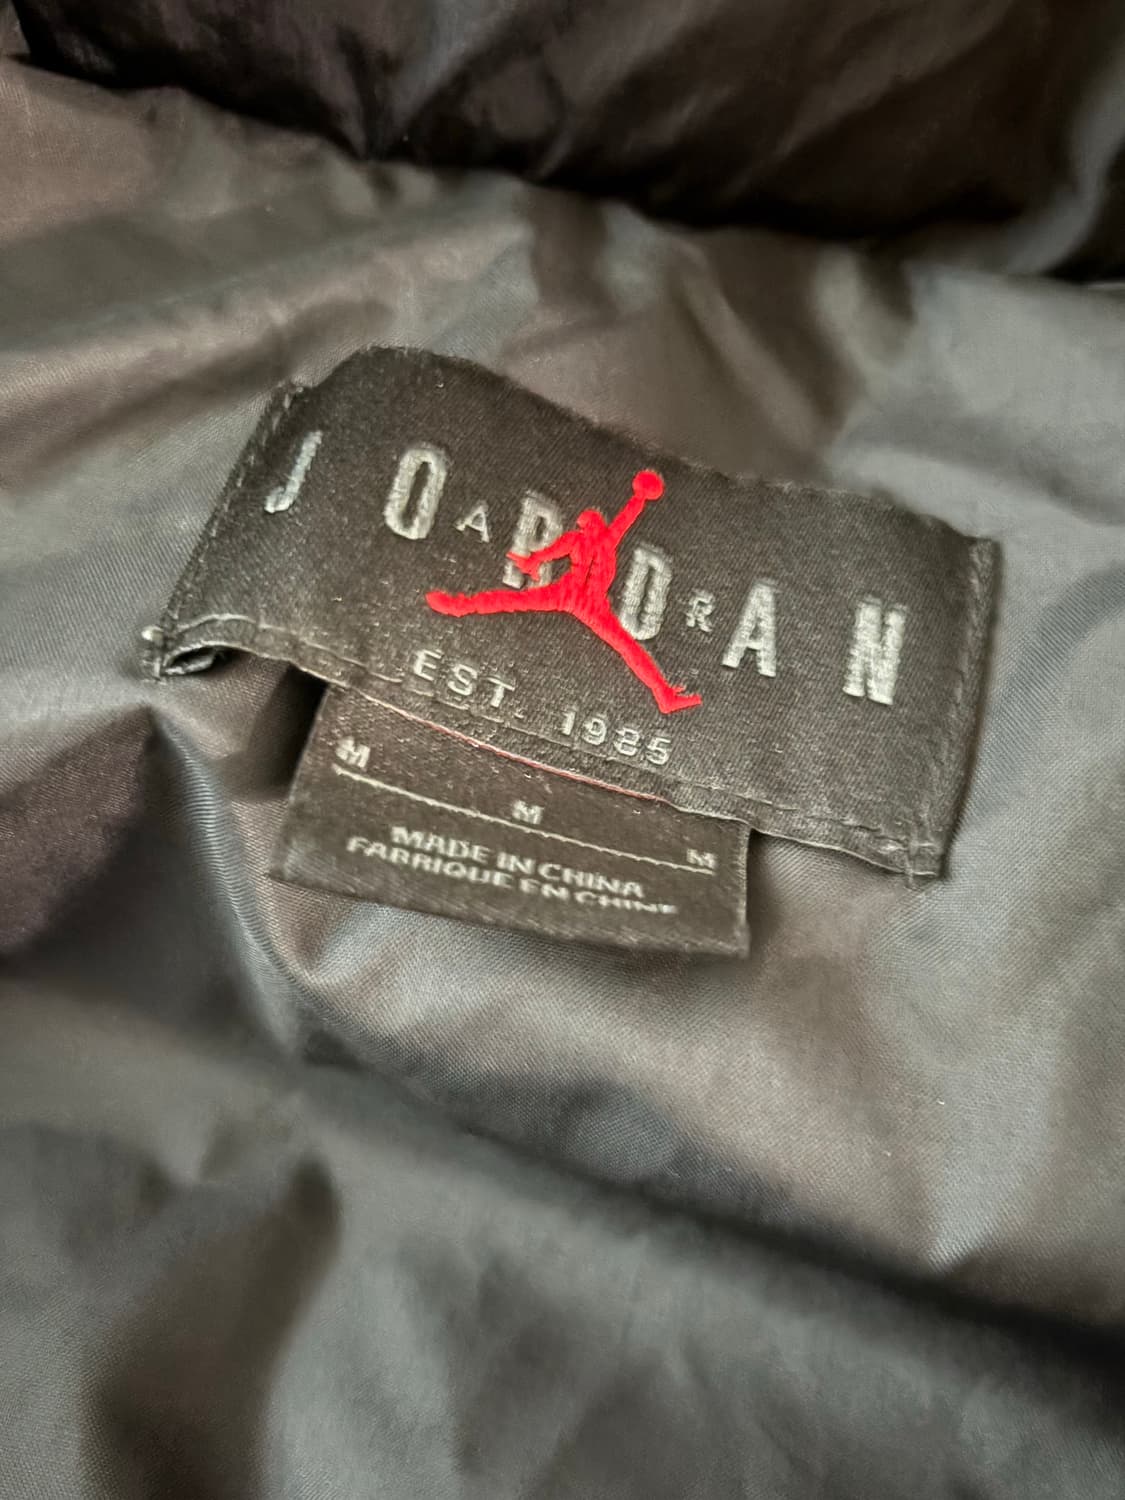 JORDAN
AIR
EST. 1985
M
M
M
MADE IN CHINA
FABRIQUE EN CHINE